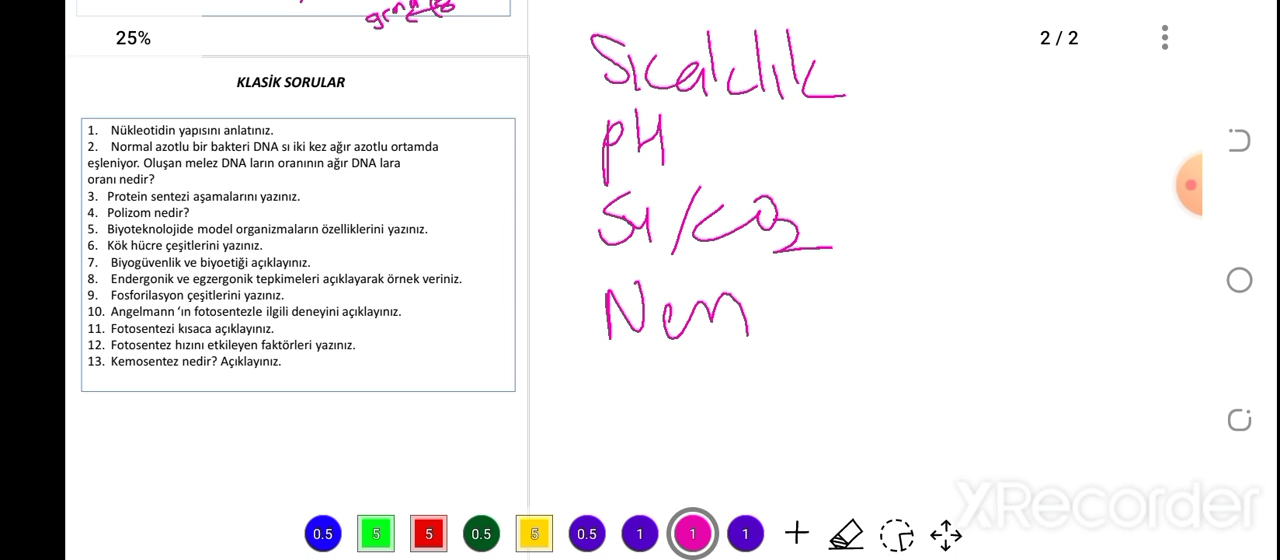 25%
2 / 2
KLASİK SORULAR
1. Nükleotidin yapısını anlatınız.
2. Normal azotlu bir bakteri DNA sı iki kez ağır azotlu ortamda
eşleniyor. Oluşan melez DNA ların oranının ağır DNA lara
oranı nedir?
3. Protein sentezi aşamalarını yazınız.
4. Polizom nedir?
5. Biyoteknolojide model organizmaların özelliklerini yazınız.
6. Kök hücre çeşitlerini yazınız.
7. Biyogüvenlik ve biyoetiği açıklayınız.
8. Endergonik ve egzergonik tepkimeleri açıklayarak örnek veriniz.
9. Fosforilasyon çeşitlerini yazınız.
10. Angelmann ‘ın fotosentezle ilgili deneyini açıklayınız.
11. Fotosentezi kısaca açıklayınız.
12. Fotosentez hızını etkileyen faktörleri yazınız.
13. Kemosentez nedir? Açıklayınız.
Sıcaklık
pH
Su / CO2
Nem
0.5 5 5 0.5 5 0.5 1 1 1
XRecorder